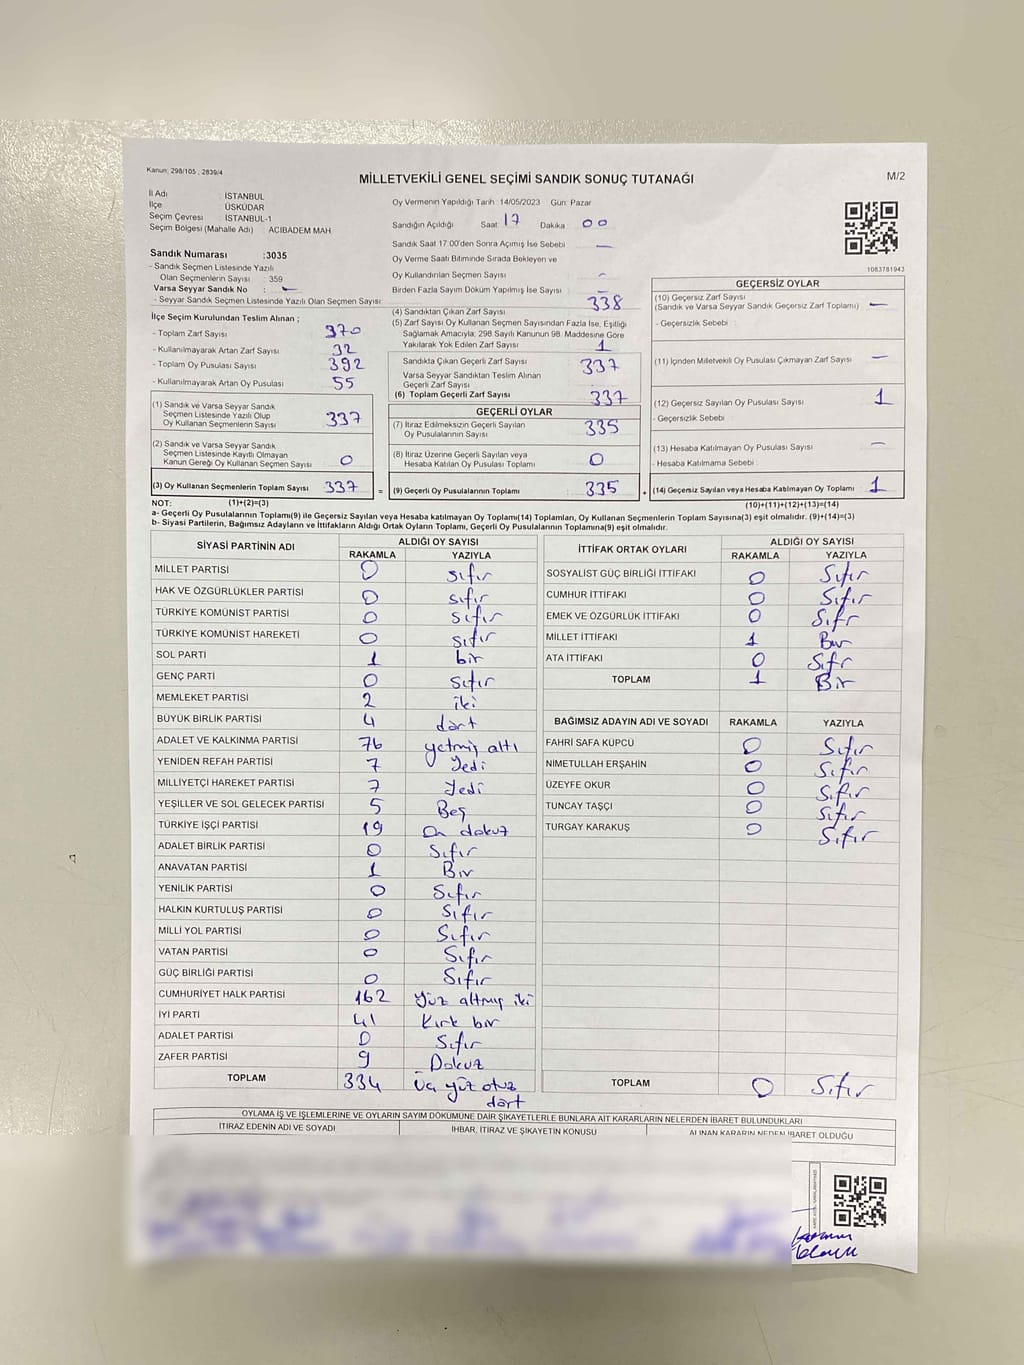 Kanun; 298/105 , 2839/4
MİLLETVEKİLİ GENEL SEÇİMİ SANDIK SONUÇ TUTANAĞI
M/2
İl Adı : İSTANBUL
İlçe : ÜSKÜDAR
Seçim Çevresi : İSTANBUL-1
Seçim Bölgesi (Mahalle Adı) ACIBADEM MAH.
Oy Vermenin Yapıldığı Tarih :14/05/2023 Gün: Pazar
Sandığın Açıldığı Saat: 17 Dakika: 00
Sandık Saat 17.00'den Sonra Açımış İse Sebebi —
Oy Verme Saati Bitiminde Sırada Bekleyen ve
Oy Kullandırılan Seçmen Sayısı -
Birden Fazla Sayım Döküm Yapılmış İse Sayısı : —
1083781943
Sandık Numarası :3035
- Sandık Seçmen Listesinde Yazılı
Olan Seçmenlerin Sayısı : 359
Varsa Seyyar Sandık No : —
- Seyyar Sandık Seçmen Listesinde Yazılı Olan Seçmen Sayısı:
İlçe Seçim Kurulundan Teslim Alınan ;
- Toplam Zarf Sayısı 370
- Kullanılmayarak Artan Zarf Sayısı 32
- Toplam Oy Pusulası Sayısı 392
- Kullanılmayarak Artan Oy Pusulası 55
(4) Sandıktan Çıkan Zarf Sayısı 338
(5) Zarf Sayısı Oy Kullanan Seçmen Sayısından Fazla İse, Eşitliği
Sağlamak Amacıyla; 298 Sayılı Kanunun 98. Maddesine Göre
Yakılarak Yok Edilen Zarf Sayısı 1
Sandıkta Çıkan Geçerli Zarf Sayısı 337
Varsa Seyyar Sandıktan Teslim Alınan
Geçerli Zarf Sayısı
(6) Toplam Geçerli Zarf Sayısı 337
GEÇERSİZ OYLAR
(10) Geçersiz Zarf Sayısı
(Sandık ve Varsa Seyyar Sandık Geçersiz Zarf Toplamı) —
- Geçersizlik Sebebi :
(11) İçinden Milletvekili Oy Pusulası Çıkmayan Zarf Sayısı —
(12) Geçersiz Sayılan Oy Pusulası Sayısı 1
- Geçersizlik Sebebi :
(13) Hesaba Katılmayan Oy Pusulası Sayısı —
- Hesaba Katılmama Sebebi :
(14) Geçersiz Sayılan veya Hesaba Katılmayan Oy Toplamı 1
(1) Sandık ve Varsa Seyyar Sandık
Seçmen Listesinde Yazılı Olup
Oy Kullanan Seçmenlerin Sayısı 337
(2) Sandık ve Varsa Seyyar Sandık
Seçmen Listesinde Kayıtlı Olmayan
Kanun Gereği Oy Kullanan Seçmen Sayısı 0
(3) Oy Kullanan Seçmenlerin Toplam Sayısı 337
GEÇERLİ OYLAR
(7) İtiraz Edilmeksizin Geçerli Sayılan
Oy Pusulalarının Sayısı 335
(8) İtiraz Üzerine Geçerli Sayılan veya
Hesaba Katılan Oy Pusulası Toplamı 0
= (9) Geçerli Oy Pusulalarının Toplamı 335 +
NOT: (1)+(2)=(3) (10)+(11)+(12)+(13)=(14)
a- Geçerli Oy Pusulalarının Toplamı(9) ile Geçersiz Sayılan veya Hesaba katılmayan Oy Toplamı(14) Toplamları, Oy Kullanan Seçmenlerin Toplam Sayısına(3) eşit olmalıdır. (9)+(14)=(3)
b- Siyasi Partilerin, Bağımsız Adayların ve İttifakların Aldığı Ortak Oyların Toplamı, Geçerli Oy Pusulalarının Toplamına(9) eşit olmalıdır.
SİYASİ PARTİNİN ADI ALDIĞI OY SAYISI
RAKAMLA YAZIYLA
MİLLET PARTİSİ 0 sıfır
HAK VE ÖZGÜRLÜKLER PARTİSİ 0 sıfır
TÜRKİYE KOMÜNİST PARTİSİ 0 sıfır
TÜRKİYE KOMÜNİST HAREKETİ 0 sıfır
SOL PARTİ 1 bir
GENÇ PARTİ 0 sıfır
MEMLEKET PARTİSİ 2 iki
BÜYÜK BİRLİK PARTİSİ 4 dört
ADALET VE KALKINMA PARTİSİ 76 yetmiş altı
YENİDEN REFAH PARTİSİ 7 Yedi
MİLLİYETÇİ HAREKET PARTİSİ 7 Yedi
YEŞİLLER VE SOL GELECEK PARTİSİ 5 Beş
TÜRKİYE İŞÇİ PARTİSİ 19 On dokuz
ADALET BİRLİK PARTİSİ 0 Sıfır
ANAVATAN PARTİSİ 1 Bir
YENİLİK PARTİSİ 0 Sıfır
HALKIN KURTULUŞ PARTİSİ 0 Sıfır
MİLLİ YOL PARTİSİ 0 Sıfır
VATAN PARTİSİ 0 Sıfır
GÜÇ BİRLİĞİ PARTİSİ 0 Sıfır
CUMHURİYET HALK PARTİSİ 162 Yüz altmış iki
İYİ PARTİ 41 Kırk bir
ADALET PARTİSİ 0 Sıfır
ZAFER PARTİSİ 9 Dokuz
TOPLAM 334 Üç yüz otuz
dört
İTTİFAK ORTAK OYLARI ALDIĞI OY SAYISI
RAKAMLA YAZIYLA
SOSYALİST GÜÇ BİRLİĞİ İTTİFAKI 0 Sıfır
CUMHUR İTTİFAKI 0 Sıfır
EMEK VE ÖZGÜRLÜK İTTİFAKI 0 Sıfr
MİLLET İTTİFAKI 1 Bir
ATA İTTİFAKI 0 Sıfr
TOPLAM 1 Bir
BAĞIMSIZ ADAYIN ADI VE SOYADI RAKAMLA YAZIYLA
FAHRİ SAFA KÜPCÜ 0 Sıfır
NİMETULLAH ERŞAHİN 0 Sıfır
ÜZEYFE OKUR 0 Sıfır
TUNCAY TAŞÇI 0 Sıfır
TURGAY KARAKUŞ 0 Sıfır
TOPLAM 0 Sıfır
OYLAMA İŞ VE İŞLEMLERİNE VE OYLARIN SAYIM DÖKÜMÜNE DAİR ŞİKAYETLERLE BUNLARA AİT KARARLARIN NELERDEN İBARET BULUNDUKLARI
İTİRAZ EDENİN ADI VE SOYADI İHBAR, İTİRAZ VE ŞİKAYETİN KONUSU ALINAN KARARIN NEDEN İBARET OLDUĞU